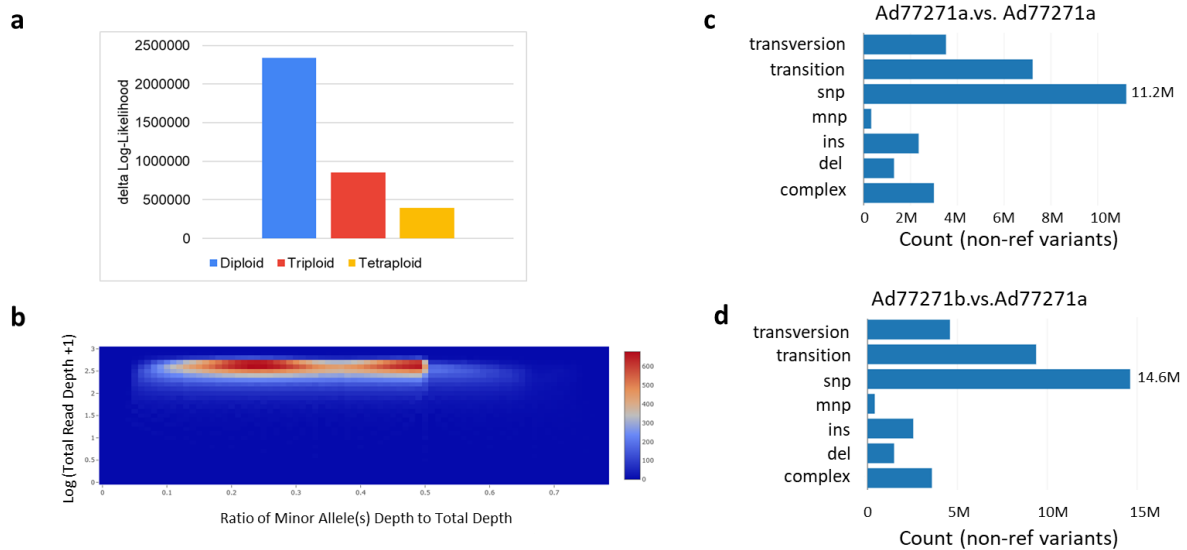 a
2500000
2000000
1500000
1000000
500000
0
delta Log-Likelihood
Diploid Triploid Tetraploid
b
3
2.5
2
1.5
1
0.5
0
Log (Total Read Depth +1)
0 0.1 0.2 0.3 0.4 0.5 0.6 0.7
Ratio of Minor Allele(s) Depth to Total Depth
600
500
400
300
200
100
0
c
Ad77271a.vs. Ad77271a
transversion
transition
snp 11.2M
mnp
ins
del
complex
0 2M 4M 6M 8M 10M
Count (non-ref variants)
d
Ad77271b.vs.Ad77271a
transversion
transition
snp 14.6M
mnp
ins
del
complex
0 5M 10M 15M
Count (non-ref variants)